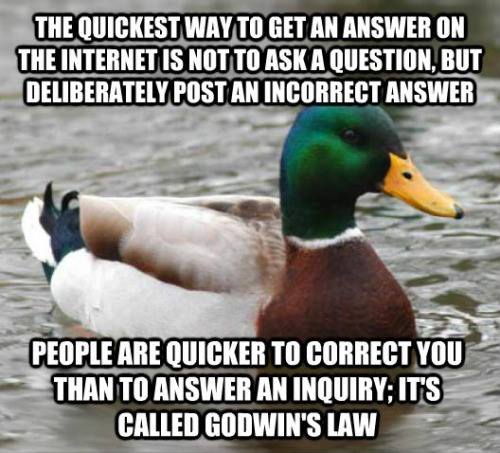 THE QUICKEST WAY TO GET AN ANSWER ON
THE INTERNET IS NOT TO ASK A QUESTION, BUT
DELIBERATELY POST AN INCORRECT ANSWER
PEOPLE ARE QUICKER TO CORRECT YOU
THAN TO ANSWER AN INQUIRY; IT'S
CALLED GODWIN'S LAW